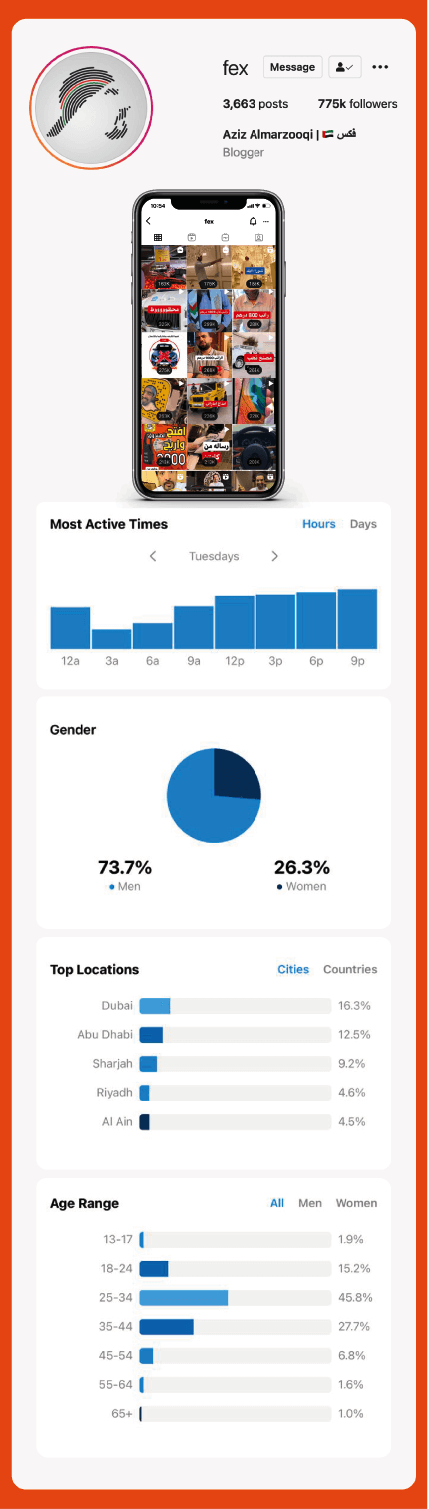 fex Message
3,663 posts 775k followers
Aziz Almarzooqi | 🇦🇪 فكس
Blogger
10:54
fex
Most Active Times Hours Days
Tuesdays
12a 3a 6a 9a 12p 3p 6p 9p
Gender
73.7% 26.3%
Men Women
Top Locations Cities Countries
Dubai 16.3%
Abu Dhabi 12.5%
Sharjah 9.2%
Riyadh 4.6%
Al Ain 4.5%
Age Range All Men Women
13-17 1.9%
18-24 15.2%
25-34 45.8%
35-44 27.7%
45-54 6.8%
55-64 1.6%
65+ 1.0%